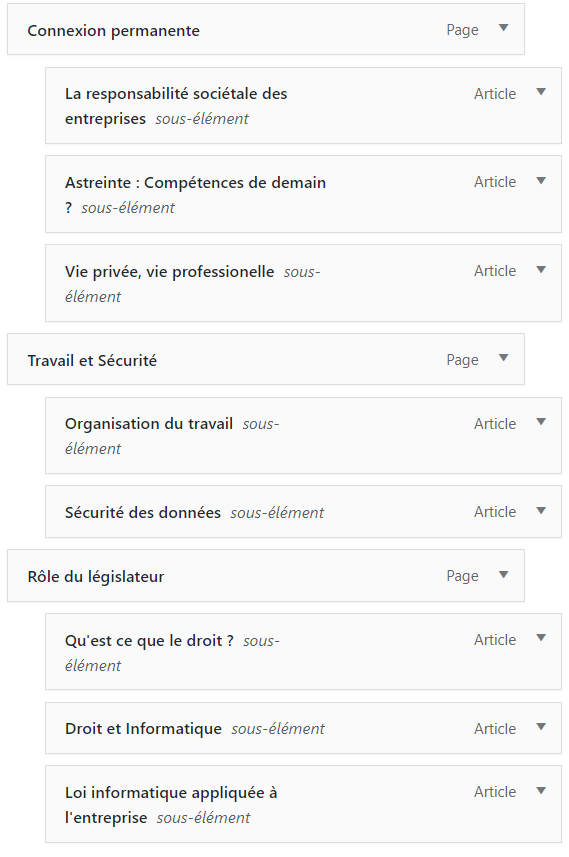 Connexion permanente Page
La responsabilité sociétale des Article
entreprises sous-élément
Astreinte : Compétences de demain Article
? sous-élément
Vie privée, vie professionelle sous- Article
élément
Travail et Sécurité Page
Organisation du travail sous- Article
élément
Sécurité des données sous-élément Article
Rôle du législateur Page
Qu'est ce que le droit ? sous- Article
élément
Droit et Informatique sous-élément Article
Loi informatique appliquée à Article
l'entreprise sous-élément